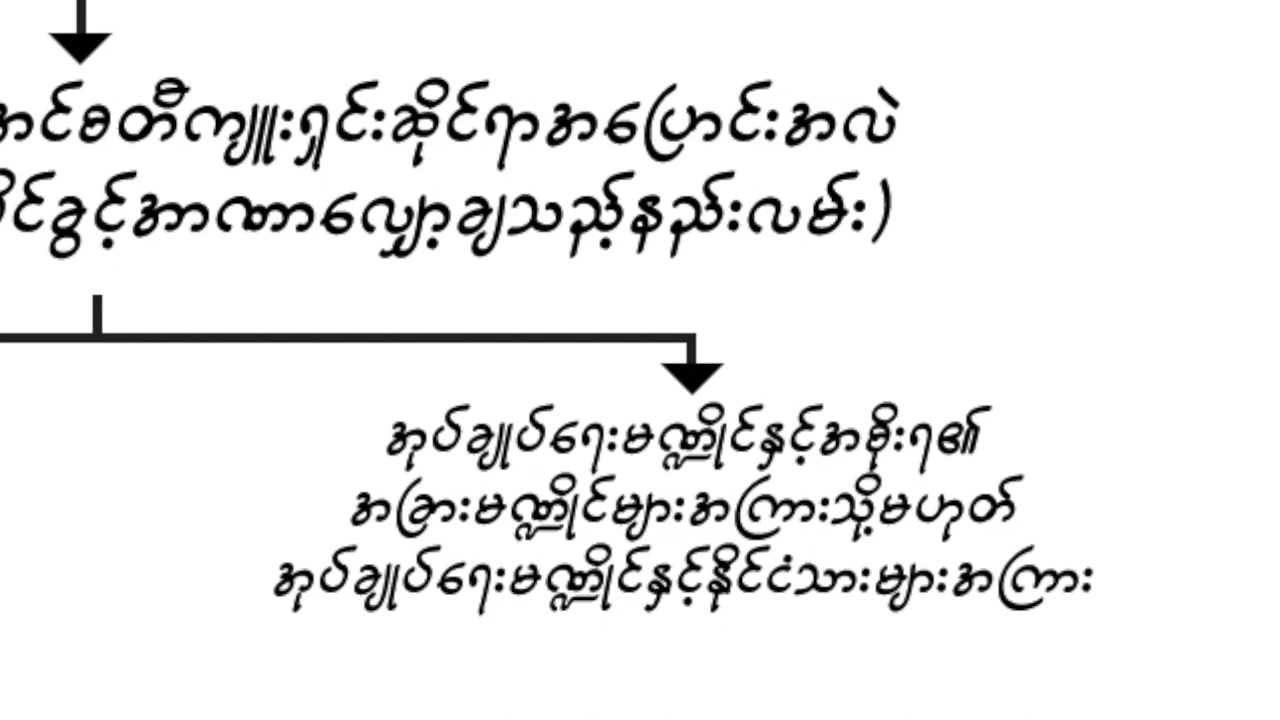 အင်စတီကျူးရှင်းဆိုင်ရာအပြောင်းအလဲ
ပိုင်ခွင့်အာဏာလျှော့ချသည့်နည်းလမ်း)
အုပ်ချုပ်ရေးမဏ္ဍိုင်နှင့်အစိုးရ၏
အခြားမဏ္ဍိုင်များအကြားသို့မဟုတ်
အုပ်ချုပ်ရေးမဏ္ဍိုင်နှင့်နိုင်ငံသားများအကြား